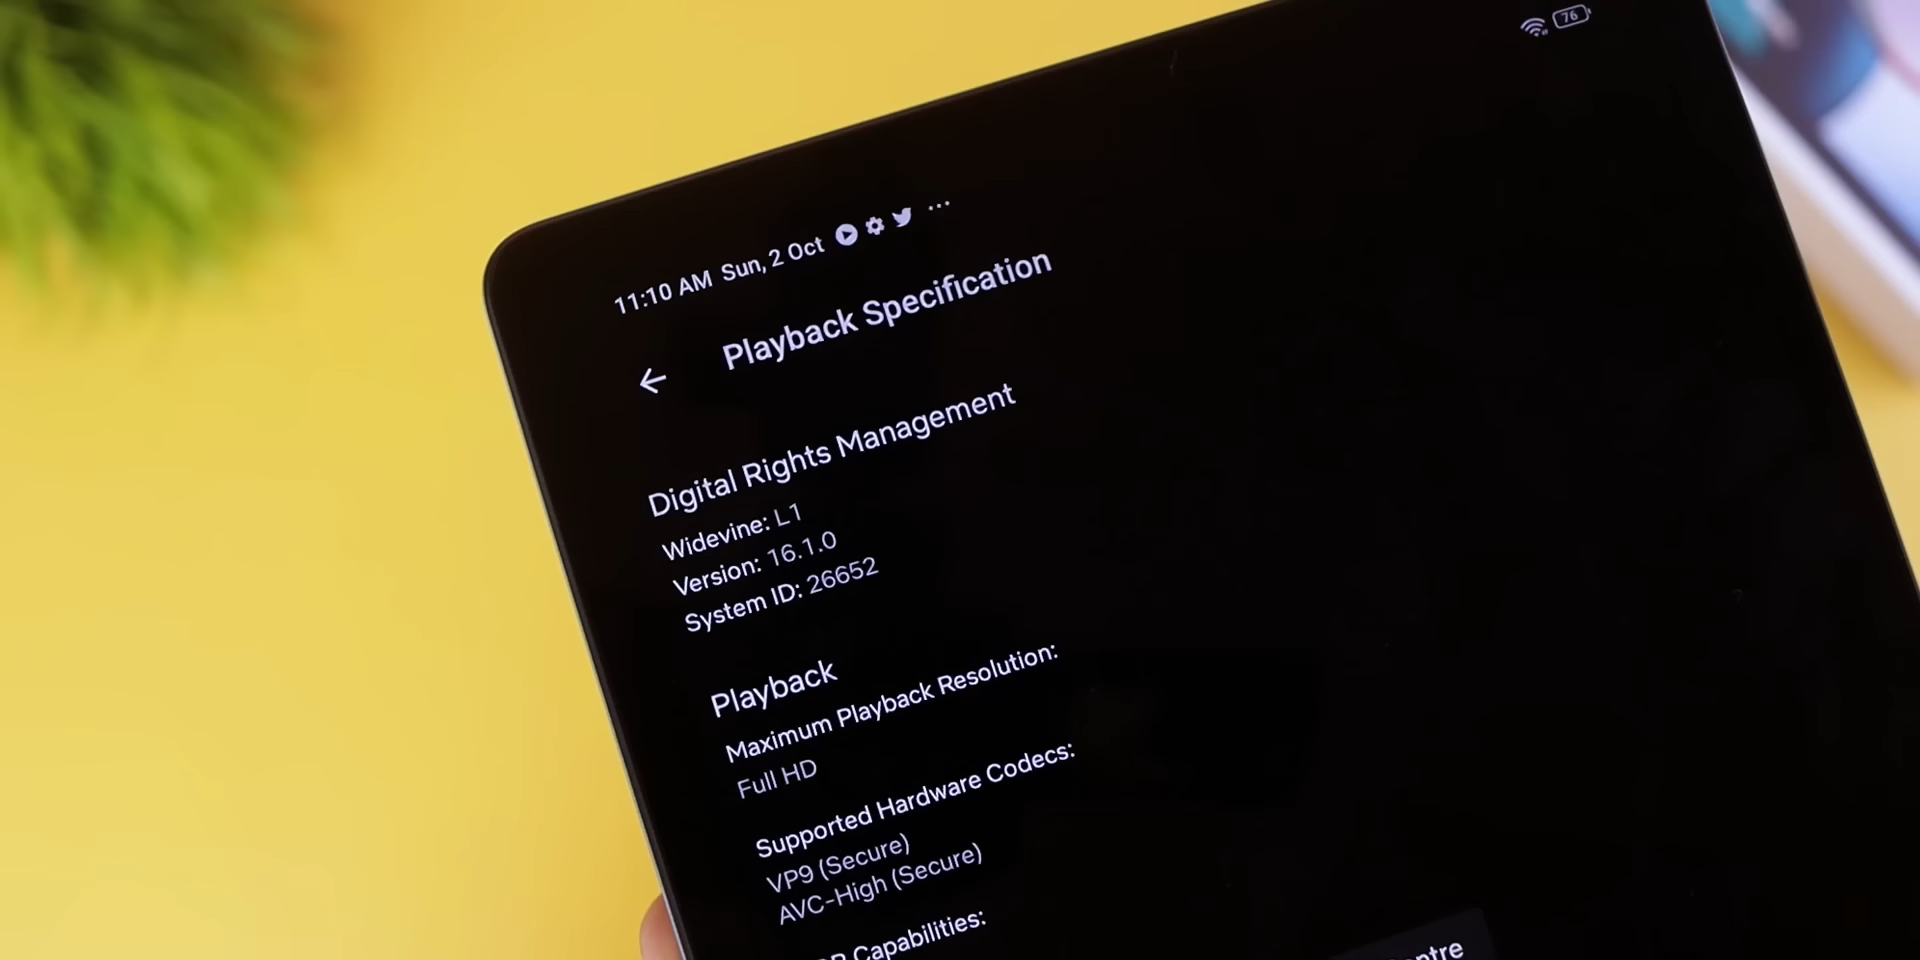 76
11:10 AM Sun, 2 Oct ...
Playback Specification
Digital Rights Management
Widevine: L1
Version: 16.1.0
System ID: 26652
Playback
Maximum Playback Resolution:
Full HD
Supported Hardware Codecs:
VP9 (Secure)
AVC-High (Secure)
Capabilities: